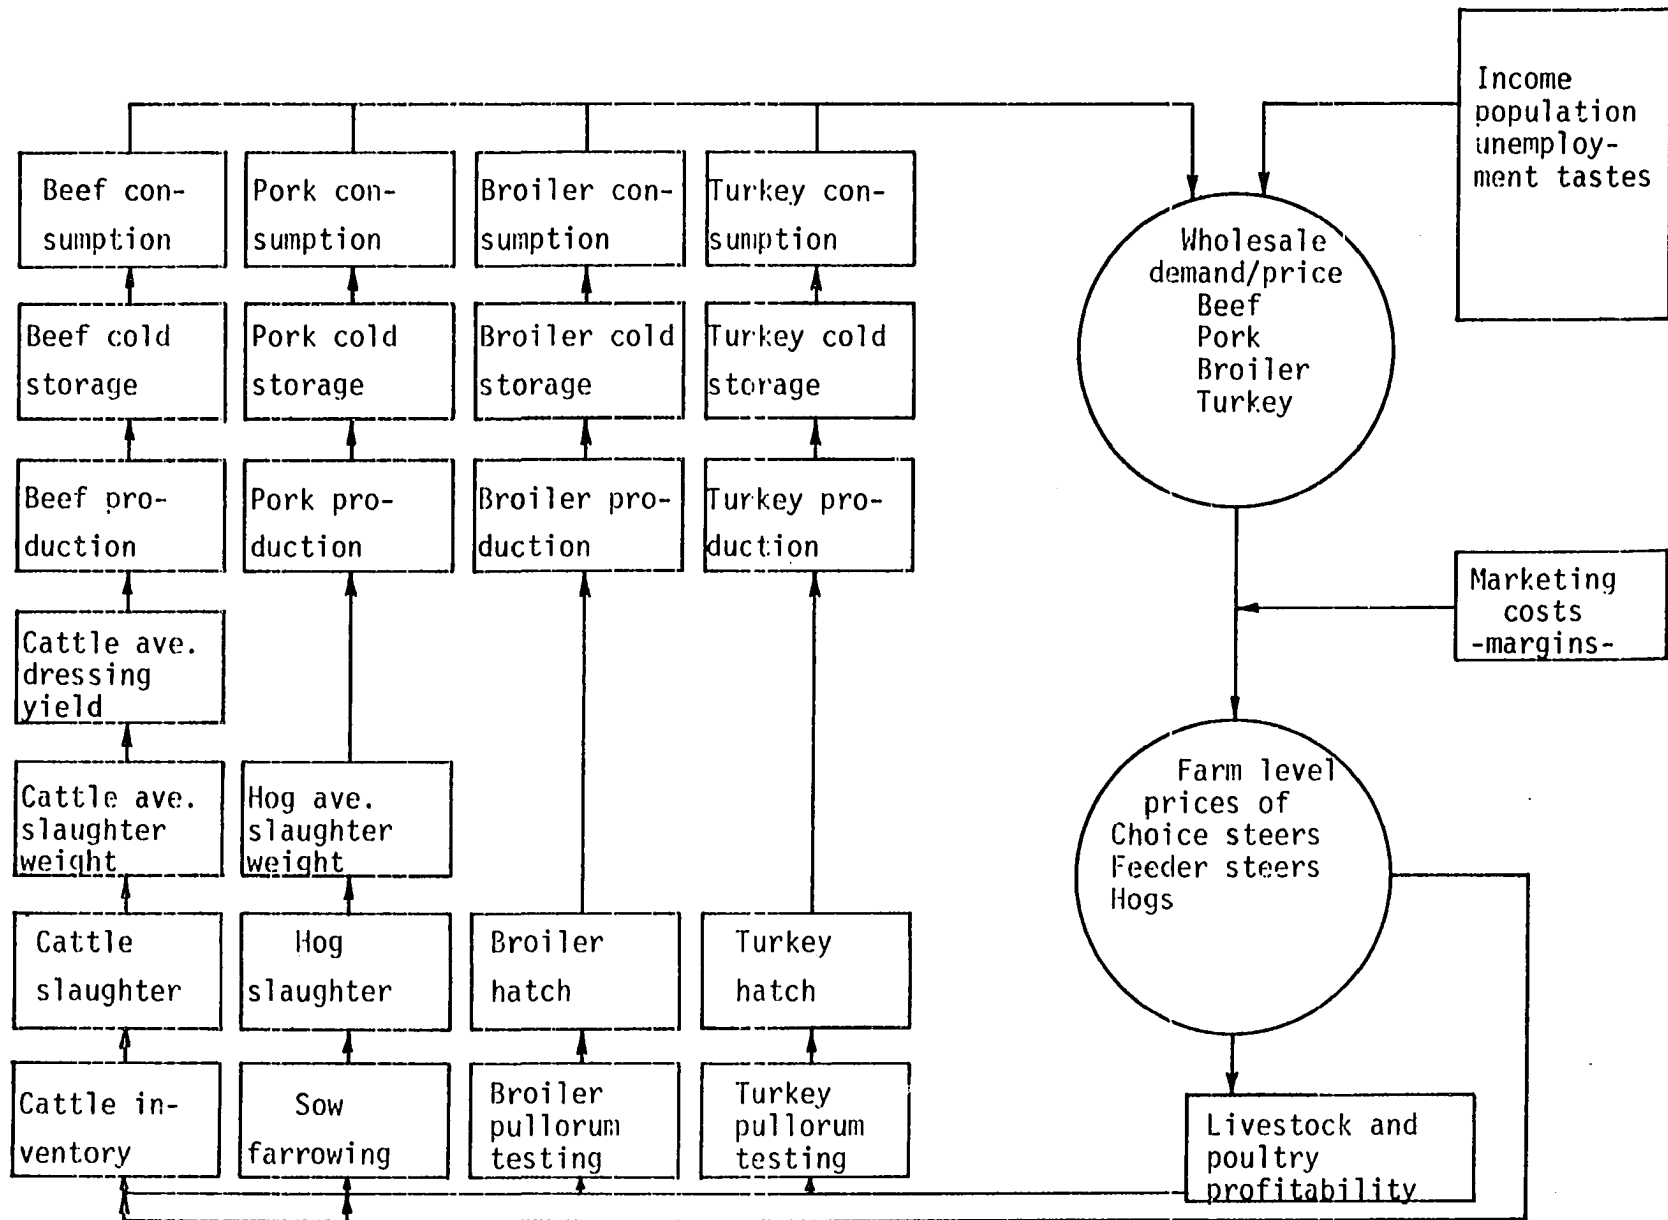 Income
population
unemploy-
ment tastes
Beef con-
sumption
Pork con-
sumption
Broiler con-
sumption
Turkey con-
sumption
Wholesale
demand/price
Beef
Pork
Broiler
Turkey
Beef cold
storage
Pork cold
storage
Broiler cold
storage
Turkey cold
storage
Beef pro-
duction
Pork pro-
duction
Broiler pro-
duction
Turkey pro-
duction
Marketing
costs
-margins-
Cattle ave.
dressing
yield
Cattle ave.
slaughter
weight
Hog ave.
slaughter
weight
Farm level
prices of
Choice steers
Feeder steers
Hogs
Cattle
slaughter
Hog
slaughter
Broiler
hatch
Turkey
hatch
Cattle in-
ventory
Sow
farrowing
Broiler
pullorum
testing
Turkey
pullorum
testing
Livestock and
poultry
profitability